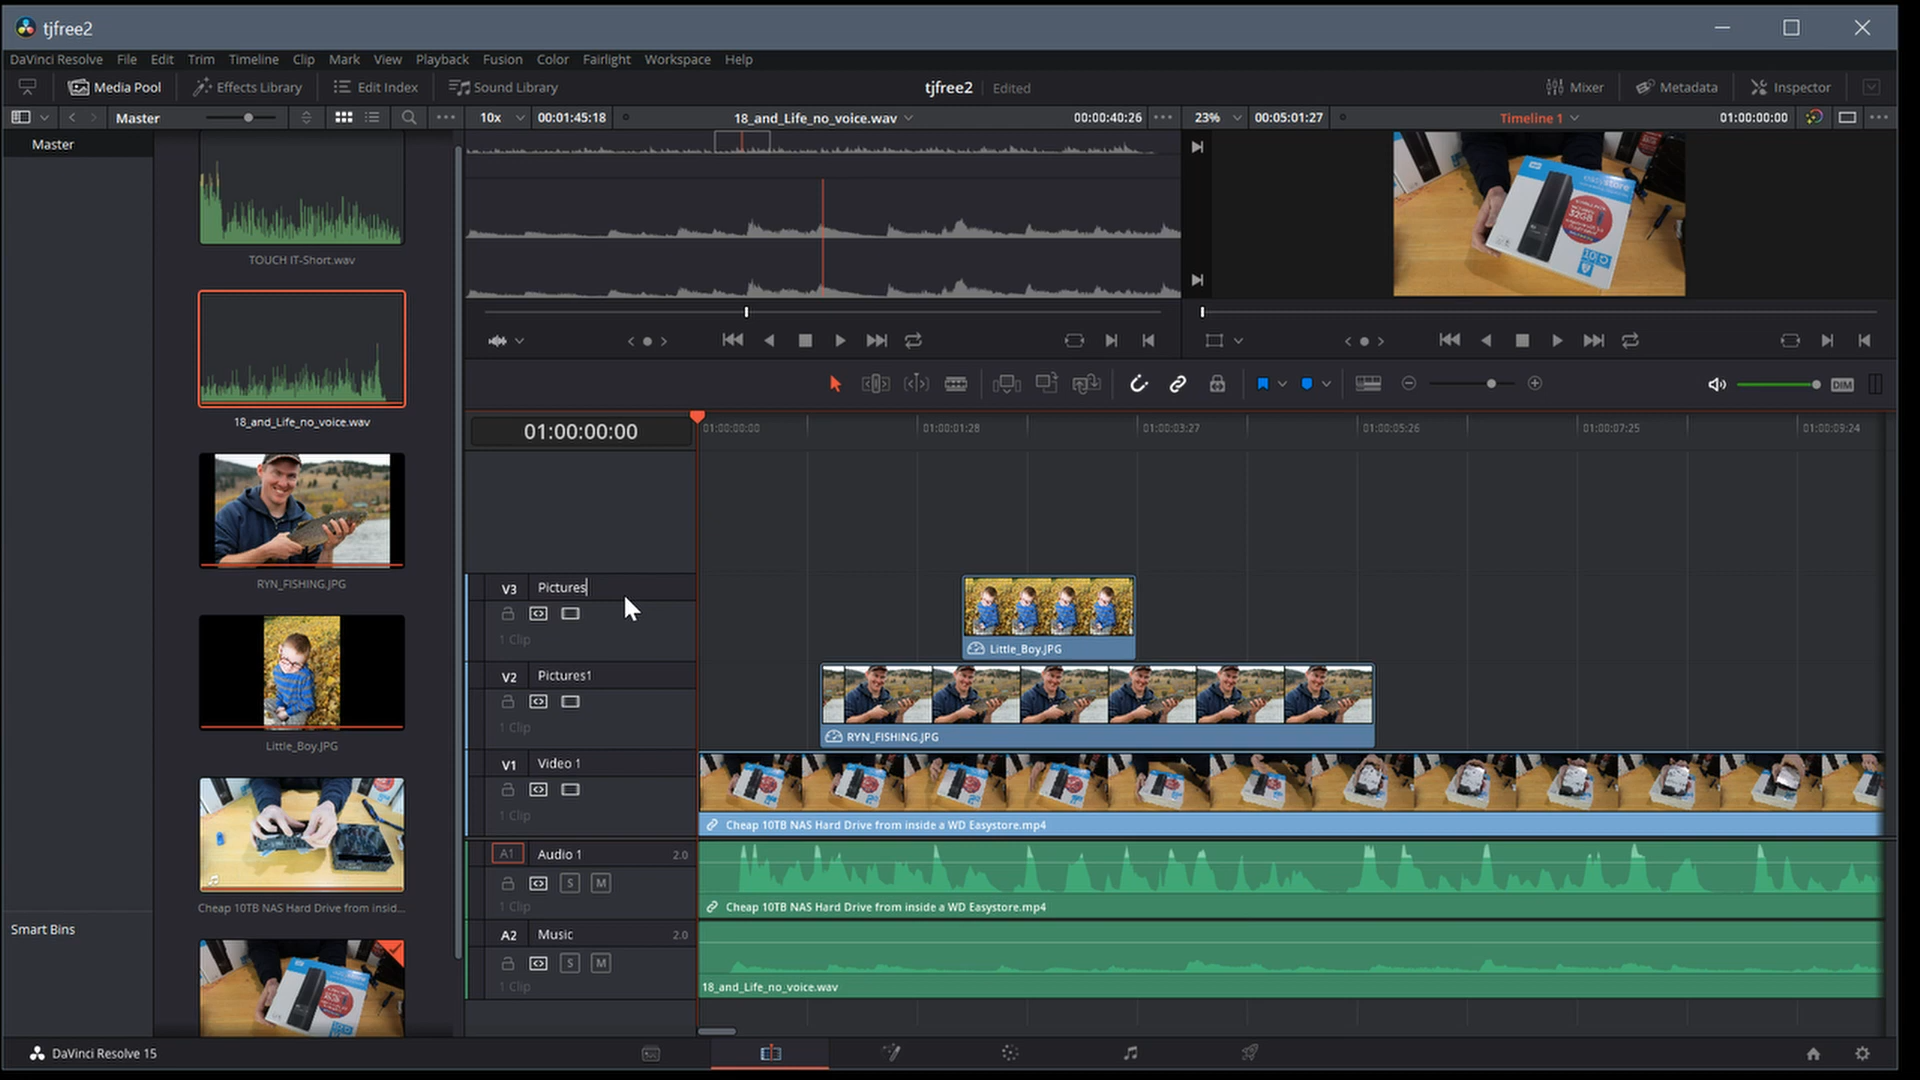 tjfree2
DaVinci Resolve File Edit Trim Timeline Clip Mark View Playback Fusion Color Fairlight Workspace Help
Media Pool Effects Library Edit Index Sound Library tjfree2 Edited Mixer Metadata Inspector
Master 10x 00:01:45:18 18_and_Life_no_voice.wav 00:00:40:26 23% 00:05:01:27 Timeline 1 01:00:00:00
Master
TOUCH IT-Short.wav
18_and_Life_no_voice.wav
RYN_FISHING.JPG
Little_Boy.JPG
Cheap 10TB NAS Hard Drive from insid...
Smart Bins
easystore
32GB
DIM
01:00:00:00
01:00:00:00 01:00:01:28 01:00:03:27 01:00:05:26 01:00:07:25 01:00:09:24
V3 Pictures
1 Clip
Little_Boy.JPG
V2 Pictures1
1 Clip
RYN_FISHING.JPG
V1 Video 1
1 Clip
Cheap 10TB NAS Hard Drive from inside a WD Easystore.mp4
A1 Audio 1 2.0
S M
1 Clip
Cheap 10TB NAS Hard Drive from inside a WD Easystore.mp4
A2 Music 2.0
S M
1 Clip
18_and_Life_no_voice.wav
DaVinci Resolve 15